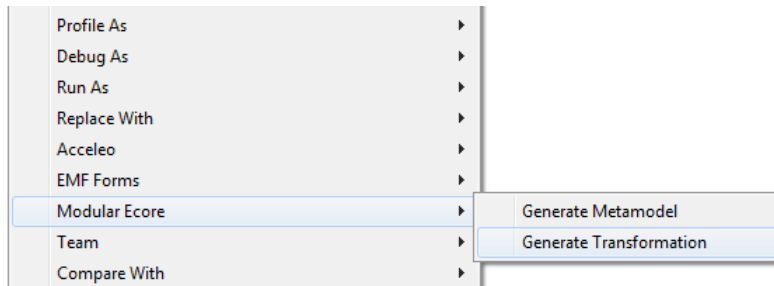 Profile As
Debug As
Run As
Replace With
Acceleo
EMF Forms
Modular Ecore
Generate Metamodel
Team
Generate Transformation
Compare With